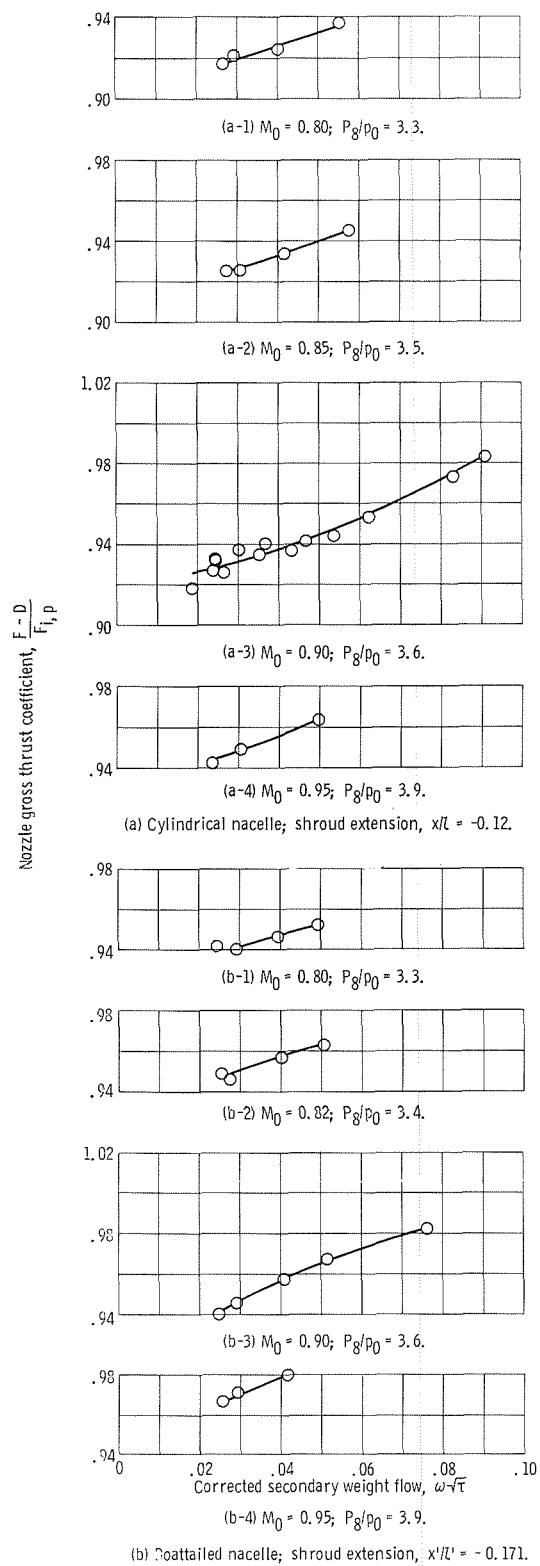 .94
.90
(a-1) M₀ = 0.80; P₈/p₀ = 3.3.
.98
.94
.90
(a-2) M₀ = 0.85; P₈/p₀ = 3.5.
1.02
.98
.94
.90
(a-3) M₀ = 0.90; P₈/p₀ = 3.6.
Nozzle gross thrust coefficient, (F - D)/F_{i, p}
.98
.94
(a-4) M₀ = 0.95; P₈/p₀ = 3.9.
(a) Cylindrical nacelle; shroud extension, x/l = -0.12.
.98
.94
(b-1) M₀ = 0.80; P₈/p₀ = 3.3.
.98
.94
(b-2) M₀ = 0.82; P₈/p₀ = 3.4.
1.02
.98
.94
(b-3) M₀ = 0.90; P₈/p₀ = 3.6.
.98
.94
0 .02 .04 .06 .08 .10
Corrected secondary weight flow, ω√τ
(b-4) M₀ = 0.95; P₈/p₀ = 3.9.
(b) Boattailed nacelle; shroud extension, x'/l' = -0.171.